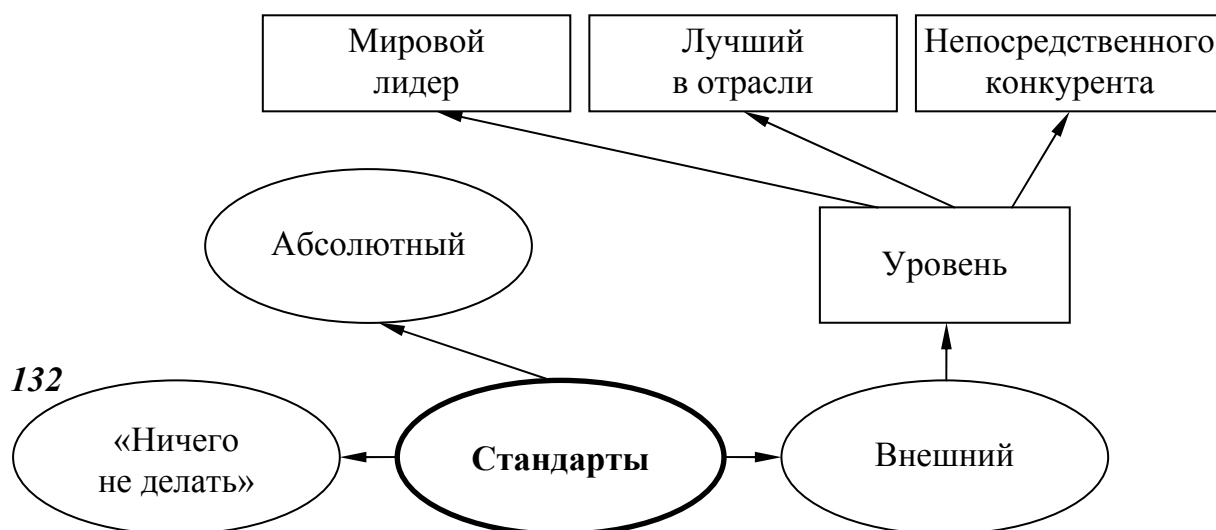 Мировой
лидер
Лучший
в отрасли
Непосредственного
конкурента
Абсолютный
Уровень
132
«Ничего
не делать»
Стандарты
Внешний